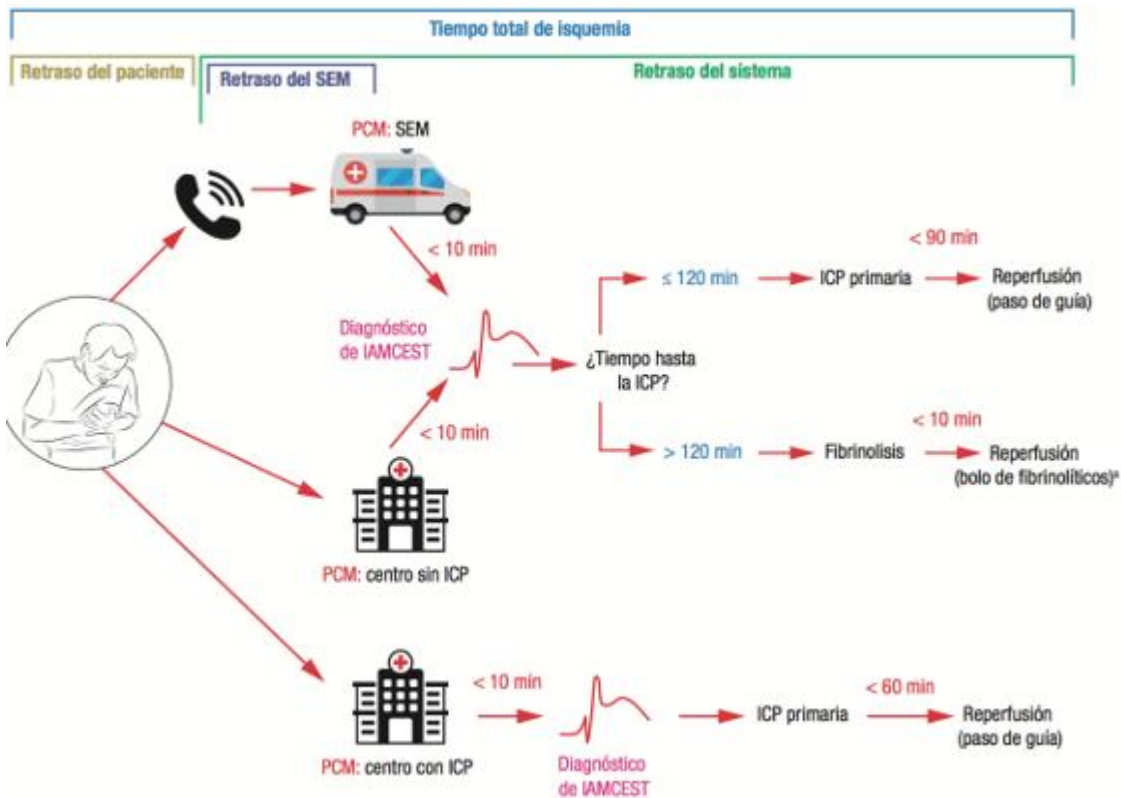 Tiempo total de isquemia
Retraso del paciente
Retraso del SEM
Retraso del sistema
PCM: SEM
< 10 min
< 90 min
≤ 120 min
ICP primaria
Reperfusión
(paso de guía)
Diagnóstico
de IAMCEST
¿Tiempo hasta
la ICP?
< 10 min
< 10 min
> 120 min
Fibrinolisis
Reperfusión
(bolo de fibrinolíticos)ª
PCM: centro sin ICP
< 10 min
< 60 min
ICP primaria
Reperfusión
(paso de guía)
PCM: centro con ICP
Diagnóstico
de IAMCEST